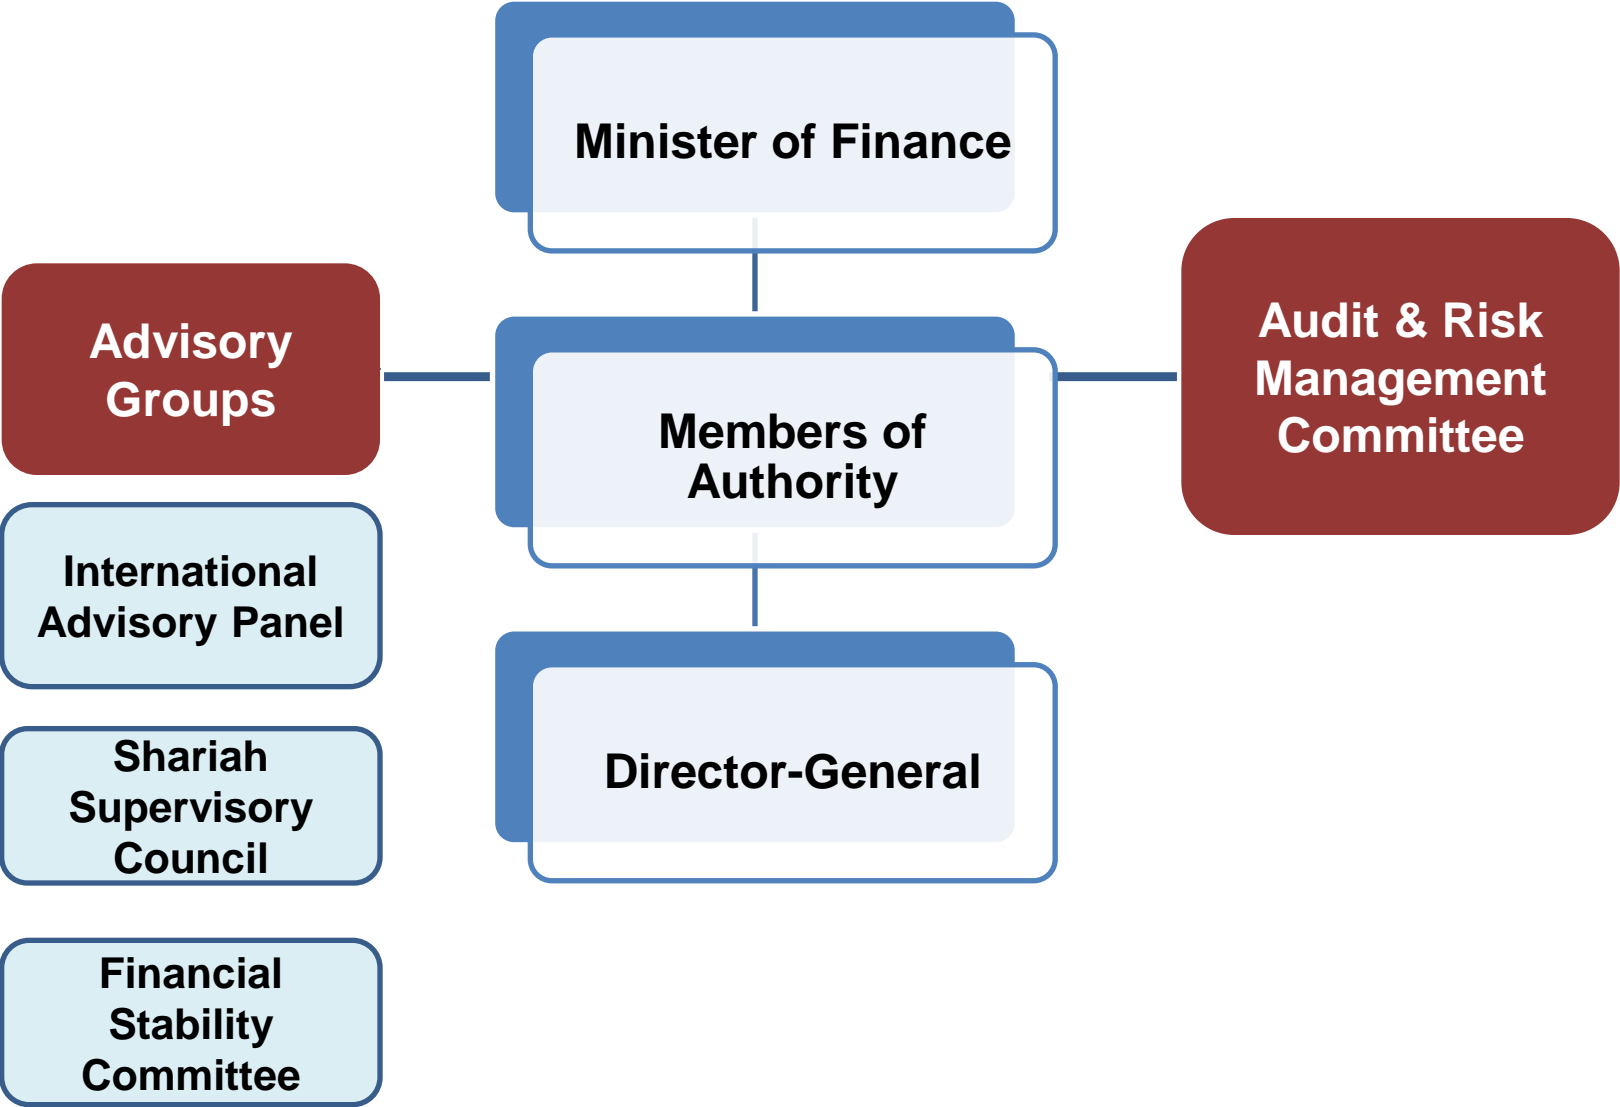 Minister of Finance
Advisory
Groups
Members of
Authority
Audit & Risk
Management
Committee
International
Advisory Panel
Shariah
Supervisory
Council
Director-General
Financial
Stability
Committee